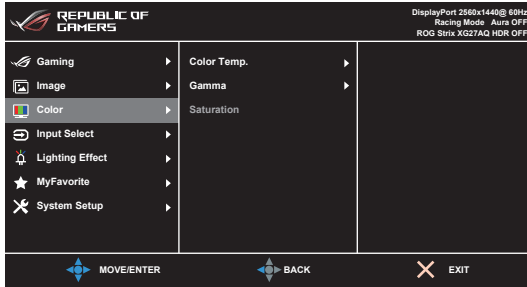 REPUBLIC OF
GAMERS
DisplayPort 2560x1440@ 60Hz
Racing Mode Aura OFF
ROG Strix XG27AQ HDR OFF
Gaming
Image
Color
Input Select
Lighting Effect
MyFavorite
System Setup
Color Temp.
Gamma
Saturation
MOVE/ENTER
BACK
EXIT